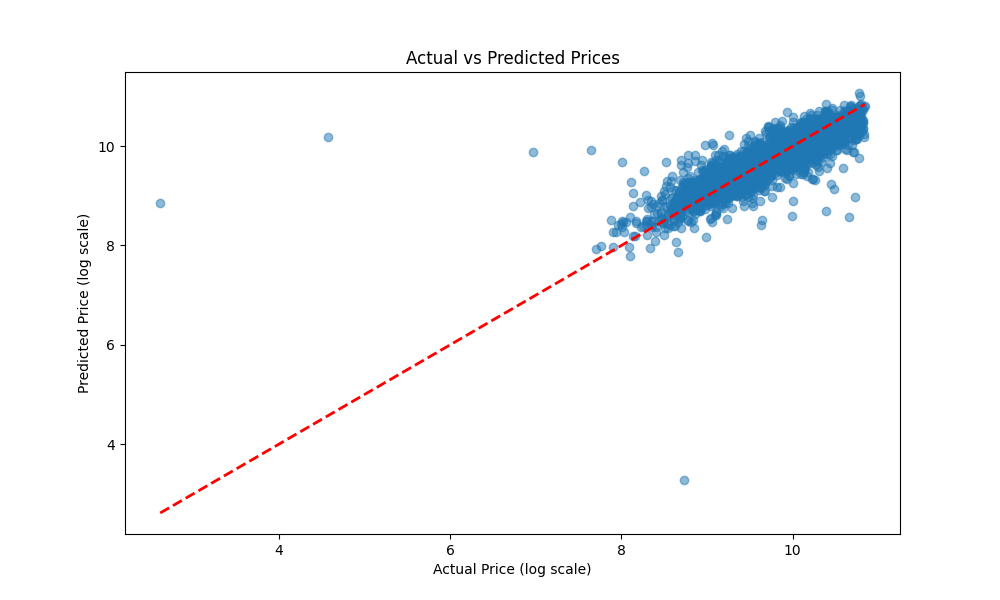 Actual vs Predicted Prices
Predicted Price (log scale)
10
8
6
4
4 6 8 10
Actual Price (log scale)